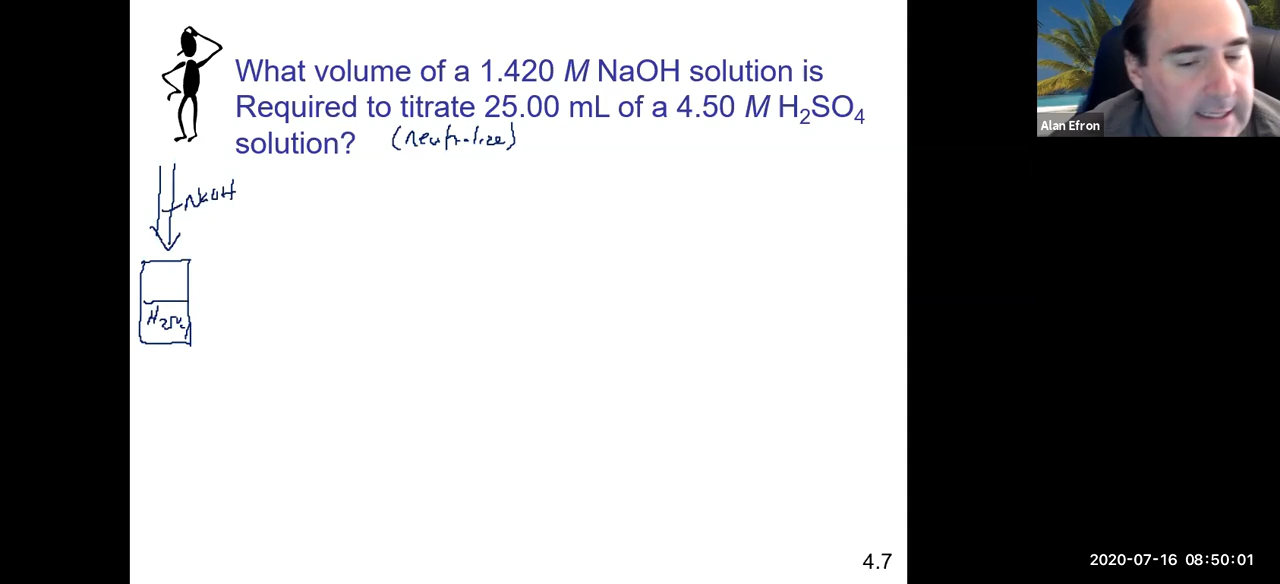 What volume of a 1.420 M NaOH solution is
Required to titrate 25.00 mL of a 4.50 M H₂SO₄
solution? (neutralize)
NaOH
H₂SO₄
4.7
Alan Efron
2020-07-16 08:50:01